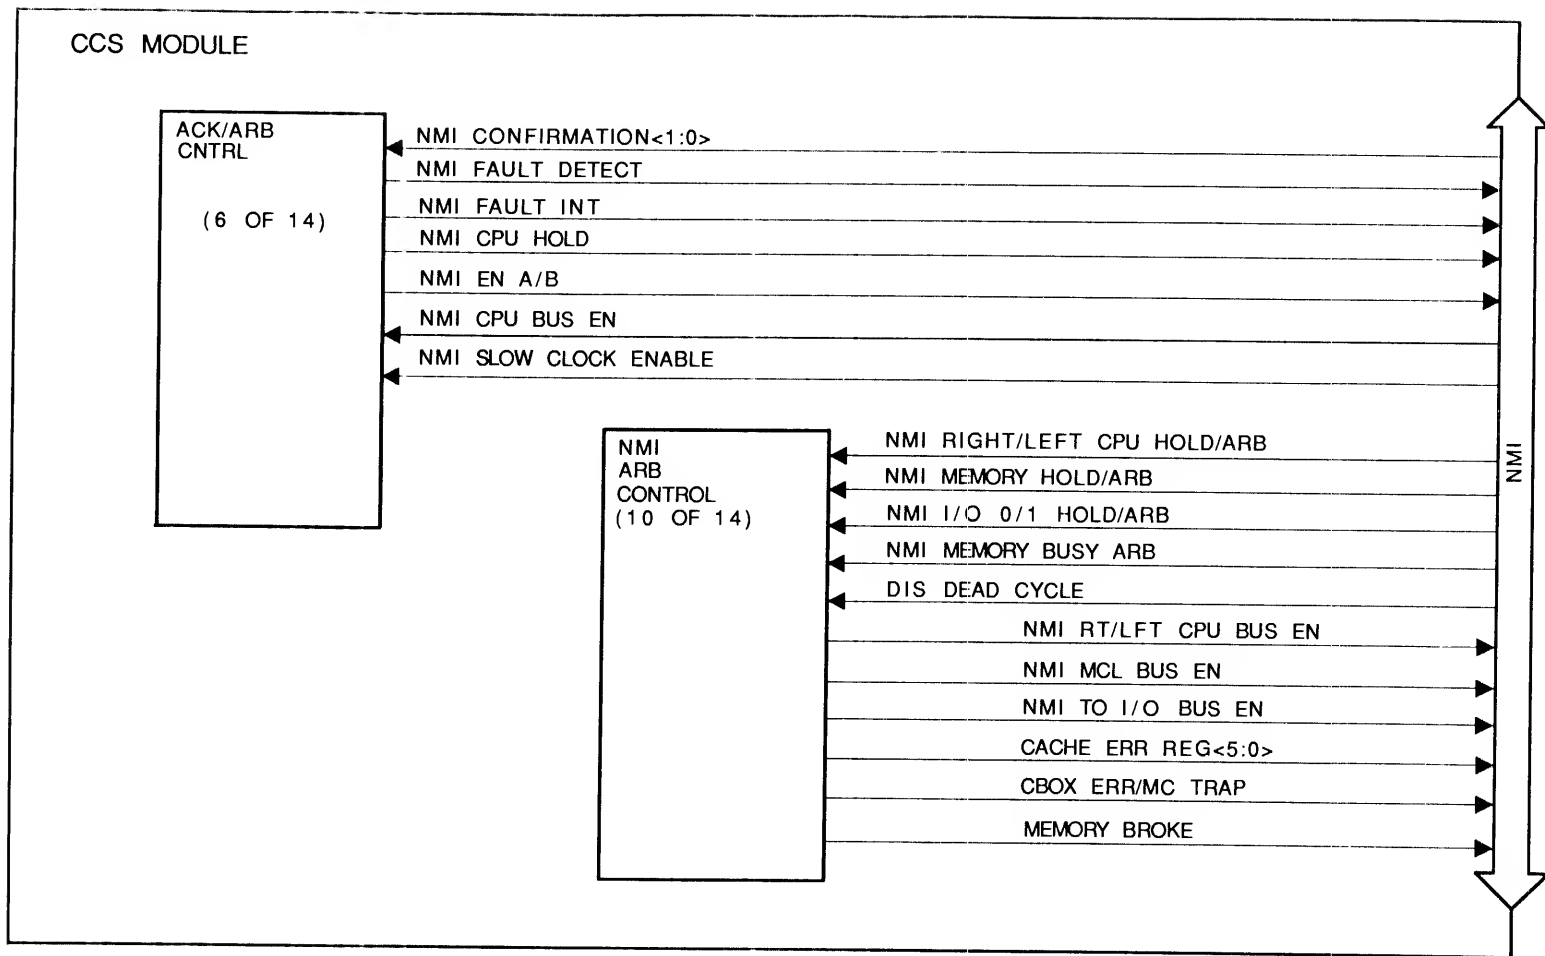 CCS MODULE
ACK/ARB
CNTRL
(6 OF 14)
NMI CONFIRMATION<1:0>
NMI FAULT DETECT
NMI FAULT INT
NMI CPU HOLD
NMI EN A/B
NMI CPU BUS EN
NMI SLOW CLOCK ENABLE
NMI
ARB
CONTROL
(10 OF 14)
NMI RIGHT/LEFT CPU HOLD/ARB
NMI MEMORY HOLD/ARB
NMI I/O 0/1 HOLD/ARB
NMI MEMORY BUSY ARB
DIS DEAD CYCLE
NMI RT/LFT CPU BUS EN
NMI MCL BUS EN
NMI TO I/O BUS EN
CACHE ERR REG<5:0>
CBOX ERR/MC TRAP
MEMORY BROKE
NMI